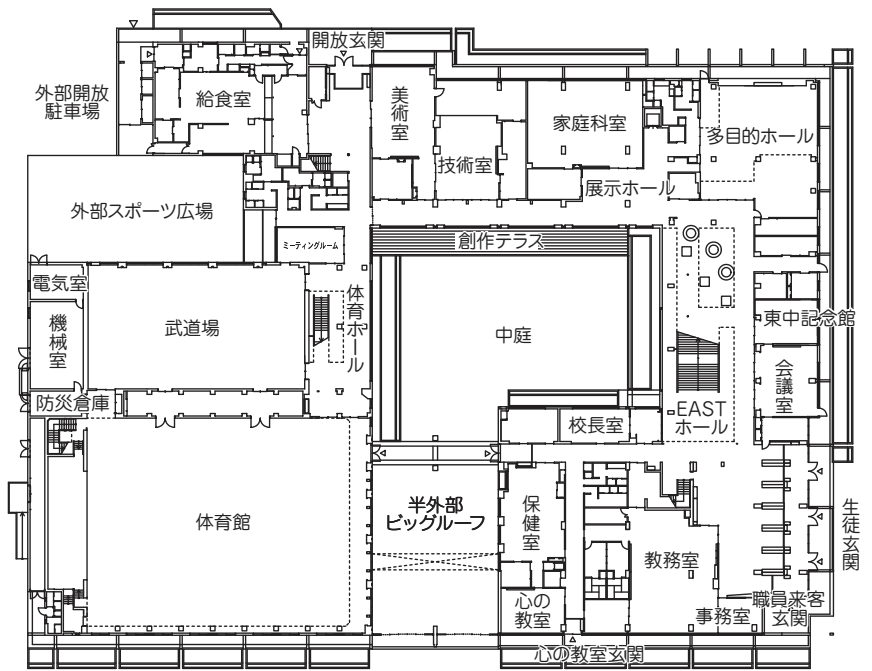 開放玄関
外部開放
駐車場
給食室
美術室
技術室
家庭科室
多目的ホール
展示ホール
外部スポーツ広場
ミーティングルーム
創作テラス
電気室
機械室
武道場
体育ホール
中庭
東中記念館
会議室
防災倉庫
校長室
EAST
ホール
体育館
半外部
ビッグルーフ
保健室
教務室
生徒玄関
心の
教室
事務室
職員来客
玄関
心の教室玄関